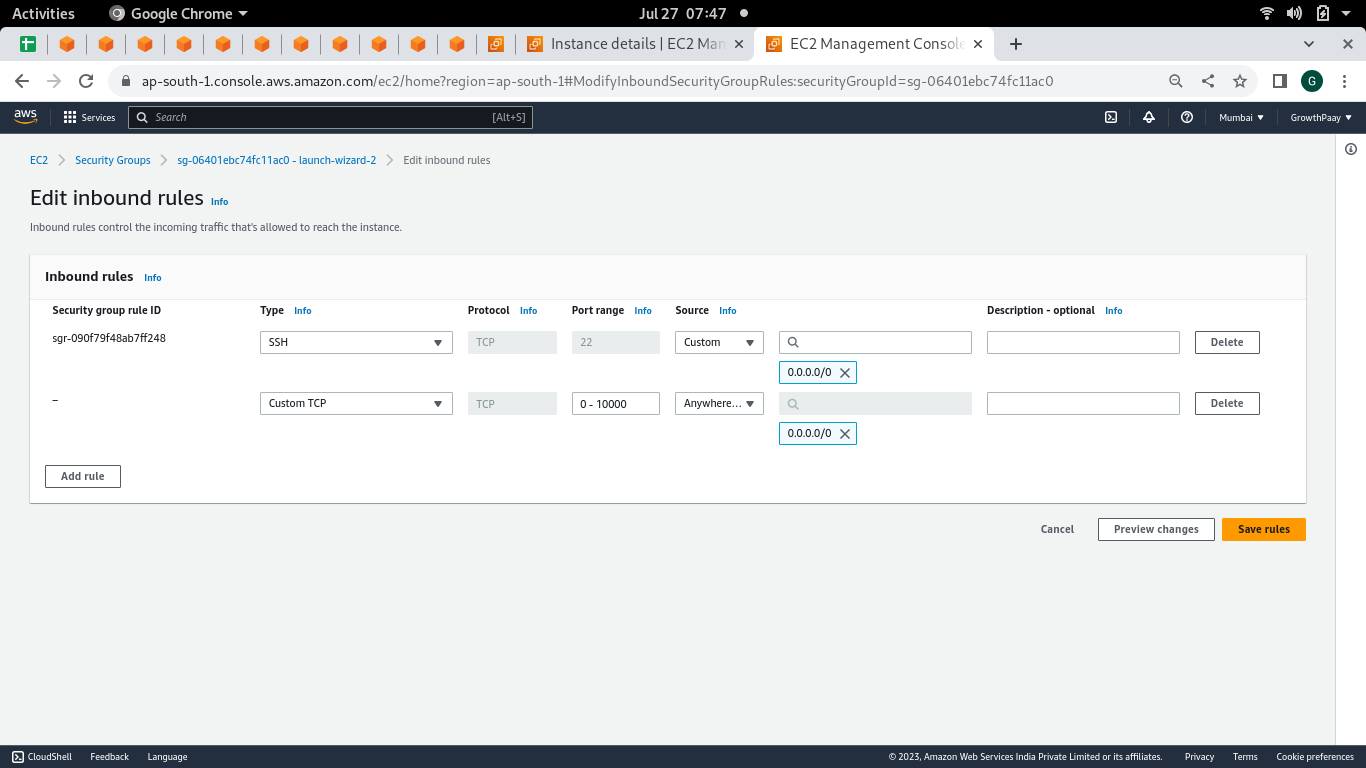 Activities
Google Chrome
Jul 27 07:47
Instance details | EC2 Man
EC2 Management Console
ap-south-1.console.aws.amazon.com/ec2/home?region=ap-south-1#ModifyInboundSecurityGroupRules:securityGroupId=sg-06401ebc74fc11ac0
G
aws
Services
Search
[Alt+S]
Mumbai
GrowthPaay
EC2
Security Groups
sg-06401ebc74fc11ac0 - launch-wizard-2
Edit inbound rules
Edit inbound rules Info
Inbound rules control the incoming traffic that's allowed to reach the instance.
Inbound rules Info
Security group rule ID
Type Info
Protocol Info
Port range Info
Source Info
Description - optional Info
sgr-090f79f48ab7ff248
SSH
TCP
22
Custom
Delete
0.0.0.0/0
–
Custom TCP
TCP
0 - 10000
Anywhere...
Delete
0.0.0.0/0
Add rule
Cancel
Preview changes
Save rules
CloudShell
Feedback
Language
© 2023, Amazon Web Services India Private Limited or its affiliates.
Privacy
Terms
Cookie preferences